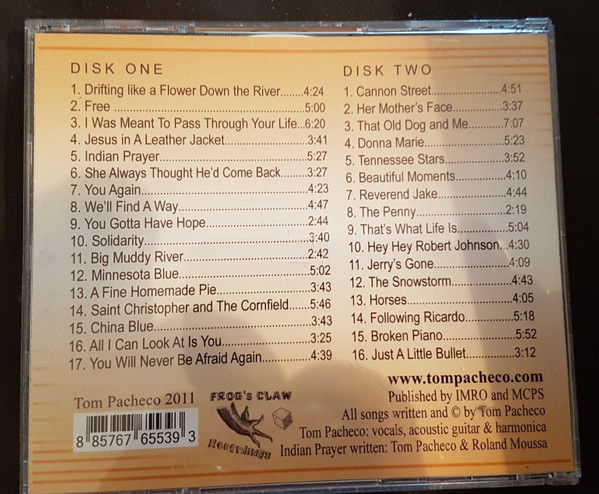 DISK ONE
1. Drifting like a Flower Down the River.......4:24
2. Free ..................................................5:00
3. I Was Meant To Pass Through Your Life...6:20
4. Jesus in A Leather Jacket......................3:41
5. Indian Prayer........................................5:27
6. She Always Thought He'd Come Back.......3:27
7. You Again.............................................4:23
8. We'll Find A Way...................................4:47
9. You Gotta Have Hope............................2:44
10. Solidarity............................................3:40
11. Big Muddy River..................................2:42
12. Minnesota Blue...................................5:02
13. A Fine Homemade Pie.........................3:43
14. Saint Christopher and The Cornfield.....5:46
15. China Blue..........................................3:43
16. All I Can Look At Is You........................3:25
17. You Will Never Be Afraid Again.............4:39
DISK TWO
1. Cannon Street....................4:51
2. Her Mother's Face...............3:37
3. That Old Dog and Me..........7:07
4. Donna Marie.......................5:23
5. Tennessee Stars.................3:52
6. Beautiful Moments..............4:10
7. Reverend Jake....................4:44
8. The Penny..........................2:19
9. That's What Life Is..............5:04
10. Hey Hey Robert Johnson...4:30
11. Jerry's Gone.....................4:09
12. The Snowstorm.................4:43
13. Horses..............................4:05
14. Following Ricardo..............5:18
15. Broken Piano....................5:52
16. Just A Little Bullet..............3:12
www.tompacheco.com
Published by IMRO and MCPS
All songs written and © by Tom Pacheco
Tom Pacheco: vocals, acoustic guitar & harmonica
Indian Prayer written: Tom Pacheco & Roland Moussa
Tom Pacheco 2011
8 85767 65539 3
FROG's CLAW
Recordings